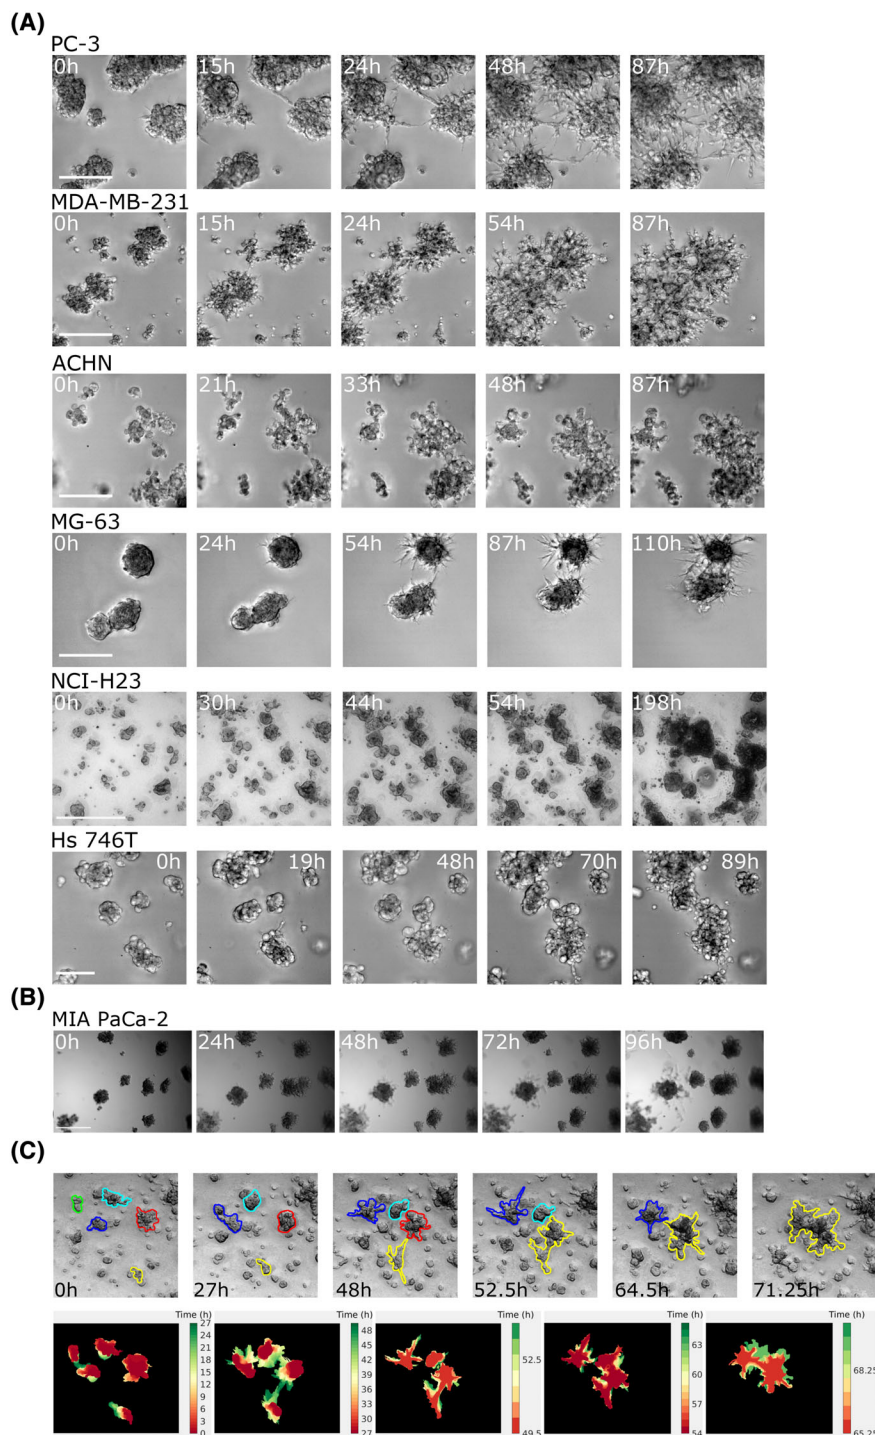 (A)
PC-3
0h 15h 24h 48h 87h
MDA-MB-231
0h 15h 24h 54h 87h
ACHN
0h 21h 33h 48h 87h
MG-63
0h 24h 54h 87h 110h
NCI-H23
0h 30h 44h 54h 198h
Hs 746T
0h 19h 48h 70h 89h
(B)
MIA PaCa-2
0h 24h 48h 72h 96h
(C)
0h 27h 48h 52.5h 64.5h 71.25h
Time (h) Time (h) Time (h) Time (h) Time (h)
27 24 21 18 15 12 9 6 3 0
48 45 42 39 36 33 30 27
52.5 49.5
63 60 57 54
68.25 65.25